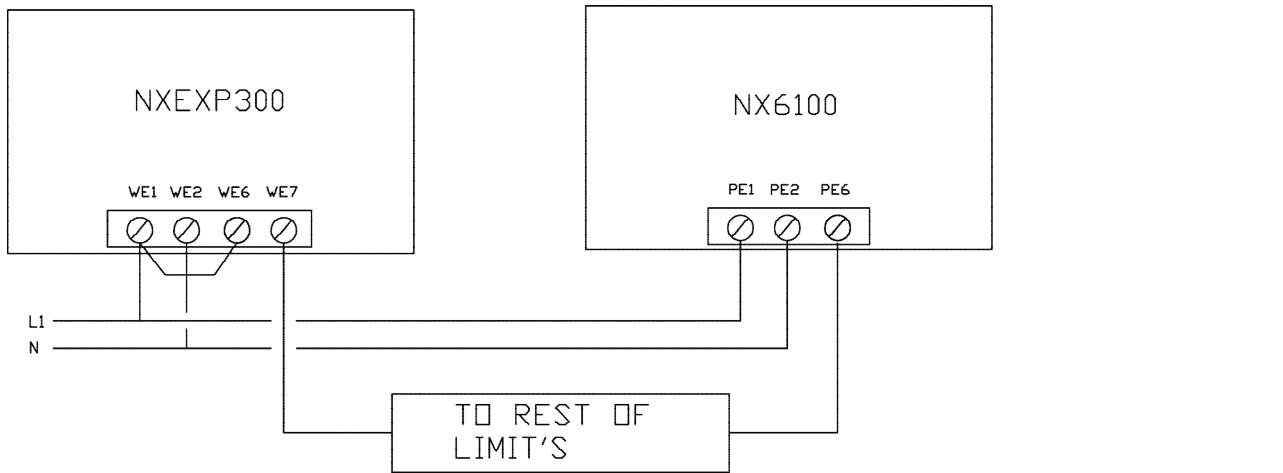 NXEXP300
NX6100
WE1 WE2 WE6 WE7
PE1 PE2 PE6
L1
N
TO REST OF
LIMIT'S